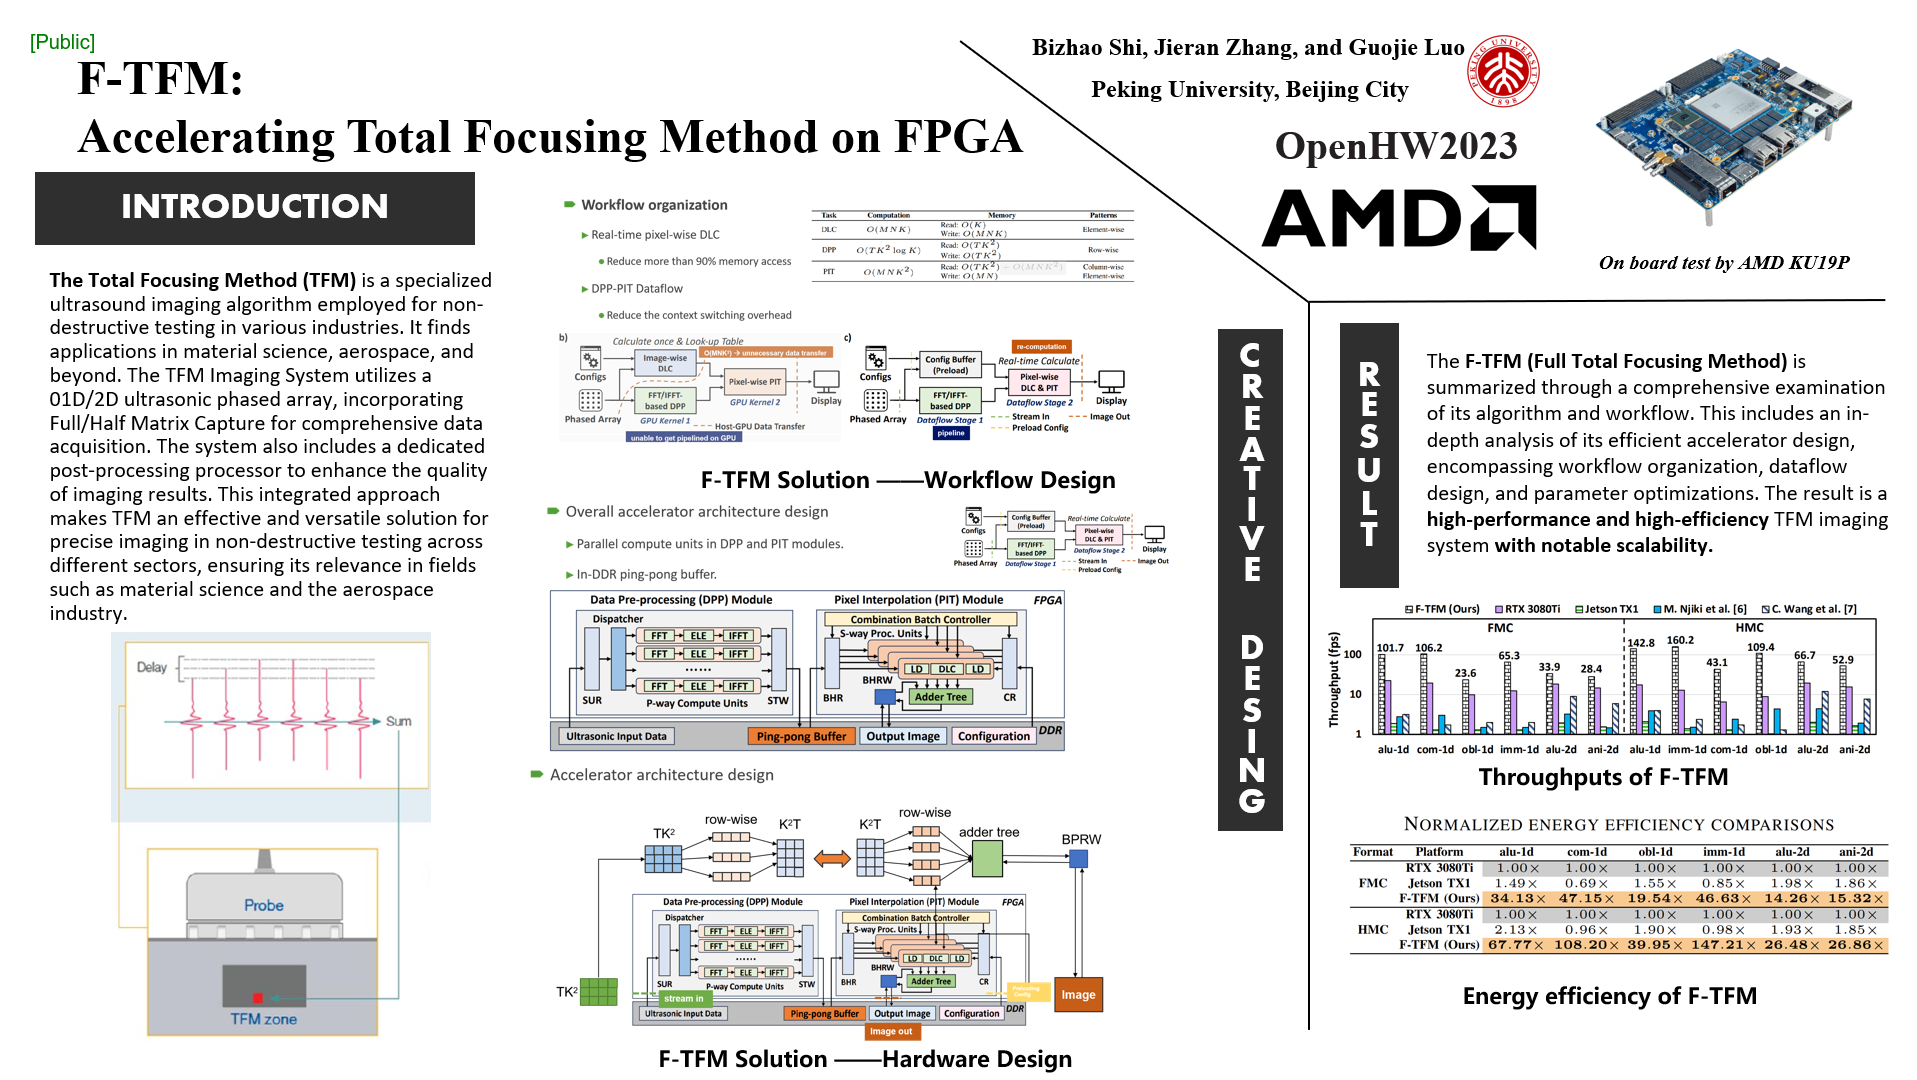 [Public]
F-TFM:
Accelerating Total Focusing Method on FPGA
Bizhao Shi, Jieran Zhang, and Guojie Luo
Peking University, Beijing City
PEKING UNIVERSITY
1898
OpenHW2023
AMD
On board test by AMD KU19P
INTRODUCTION
The Total Focusing Method (TFM) is a specialized
ultrasound imaging algorithm employed for non-
destructive testing in various industries. It finds
applications in material science, aerospace, and
beyond. The TFM Imaging System utilizes a
01D/2D ultrasonic phased array, incorporating
Full/Half Matrix Capture for comprehensive data
acquisition. The system also includes a dedicated
post-processing processor to enhance the quality
of imaging results. This integrated approach
makes TFM an effective and versatile solution for
precise imaging in non-destructive testing across
different sectors, ensuring its relevance in fields
such as material science and the aerospace
industry.
Delay
Sum
Probe
TFM zone
Workflow organization
Real-time pixel-wise DLC
Reduce more than 90% memory access
DPP-PIT Dataflow
Reduce the context switching overhead
Task Computation Memory Patterns
DLC O(MNK) Read: O(K) Write: O(MNK) Element-wise
DPP O(TK² log K) Read: O(TK²) Write: O(TK²) Row-wise
PIT O(MNK²) Read: O(TK²) + O(MNK²) Write: O(MN) Column-wise Element-wise
b)
Calculate once & Look-up Table
O(MNK²) → unnecessary data transfer
Configs
Image-wise DLC
Pixel-wise PIT
GPU Kernel 2
Display
Phased Array
FFT/IFFT-based DPP
GPU Kernel 1
Host-GPU Data Transfer
unable to get pipelined on GPU
c)
re-computation
Configs
Config Buffer (Preload)
Real-time Calculate
Pixel-wise DLC & PIT
Dataflow Stage 2
Display
Phased Array
FFT/IFFT-based DPP
Dataflow Stage 1
Stream In
Image Out
Preload Config
pipeline
F-TFM Solution ——Workflow Design
Overall accelerator architecture design
Parallel compute units in DPP and PIT modules.
In-DDR ping-pong buffer.
Configs
Config Buffer (Preload)
Real-time Calculate
Pixel-wise DLC & PIT
Dataflow Stage 2
Display
Phased Array
FFT/IFFT-based DPP
Dataflow Stage 1
Stream In
Image Out
Preload Config
Data Pre-processing (DPP) Module
Pixel Interpolation (PIT) Module
FPGA
Dispatcher
Combination Batch Controller
S-way Proc. Units
FFT ELE IFFT
FFT ELE IFFT
······
FFT ELE IFFT
LD DLC LD
BHRW
Adder Tree
SUR
P-way Compute Units
STW
BHR
CR
DDR
Ultrasonic Input Data
Ping-pong Buffer
Output Image
Configuration
Accelerator architecture design
TK²
row-wise
K²T
K²T
row-wise
adder tree
BPRW
Data Pre-processing (DPP) Module
Pixel Interpolation (PIT) Module
FPGA
Dispatcher
Combination Batch Controller
S-way Proc. Units
FFT ELE IFFT
FFT ELE IFFT
······
FFT ELE IFFT
LD DLC LD
BHRW
Adder Tree
SUR
P-way Compute Units
STW
BHR
CR
TK²
stream in
Preloading Config
Image
DDR
Ultrasonic Input Data
Ping-pong Buffer
Output Image
Configuration
Image out
F-TFM Solution ——Hardware Design
CREATIVE DESING
RESULT
The F-TFM (Full Total Focusing Method) is
summarized through a comprehensive examination
of its algorithm and workflow. This includes an in-
depth analysis of its efficient accelerator design,
encompassing workflow organization, dataflow
design, and parameter optimizations. The result is a
high-performance and high-efficiency TFM imaging
system with notable scalability.
F-TFM (Ours) RTX 3080Ti Jetson TX1 M. Njiki et al. [6] C. Wang et al. [7]
FMC HMC
Throughput (fps)
100
10
1
101.7 106.2 23.6 65.3 33.9 28.4 142.8 160.2 43.1 109.4 66.7 52.9
alu-1d com-1d obl-1d imm-1d alu-2d ani-2d alu-1d imm-1d com-1d obl-1d alu-2d ani-2d
Throughputs of F-TFM
NORMALIZED ENERGY EFFICIENCY COMPARISONS
Format Platform alu-1d com-1d obl-1d imm-1d alu-2d ani-2d
RTX 3080Ti 1.00× 1.00× 1.00× 1.00× 1.00× 1.00×
FMC Jetson TX1 1.49× 0.69× 1.55× 0.85× 1.98× 1.86×
F-TFM (Ours) 34.13× 47.15× 19.54× 46.63× 14.26× 15.32×
RTX 3080Ti 1.00× 1.00× 1.00× 1.00× 1.00× 1.00×
HMC Jetson TX1 2.13× 0.96× 1.90× 0.98× 1.93× 1.85×
F-TFM (Ours) 67.77× 108.20× 39.95× 147.21× 26.48× 26.86×
Energy efficiency of F-TFM